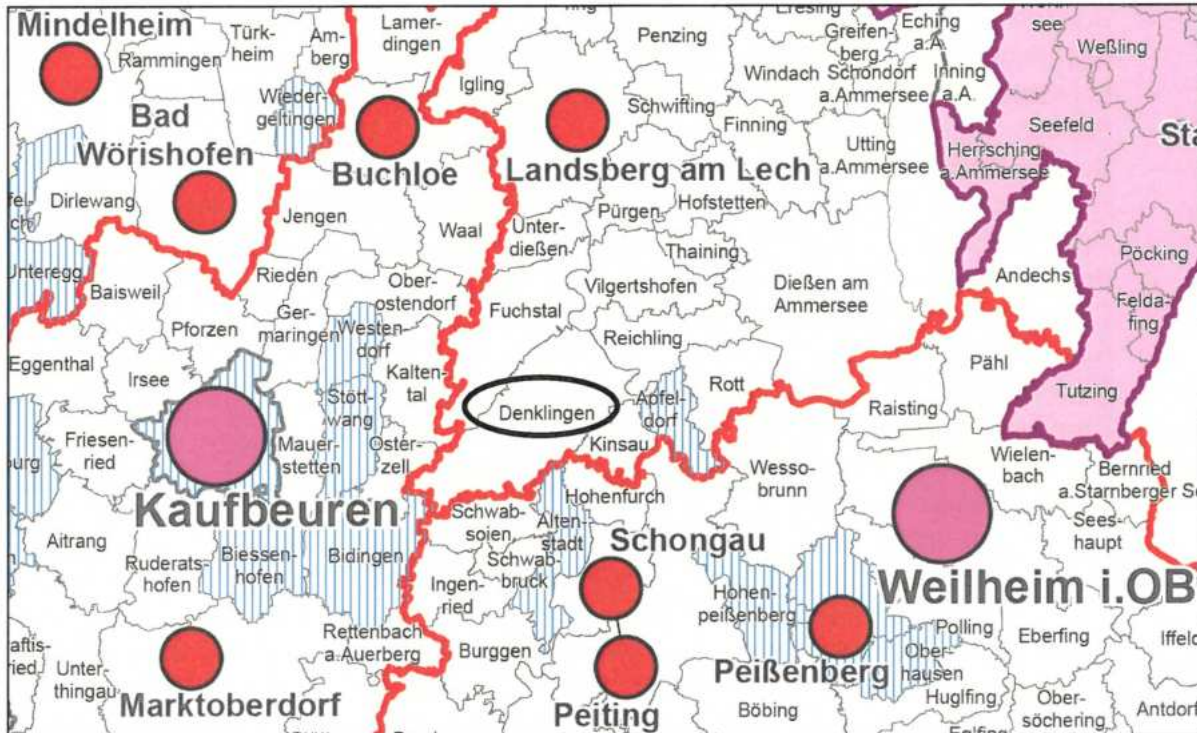 Mindelheim
Rammingen
Türk-
heim
Am-
berg
Lamer-
dingen
Igling
Penzing
Eresing
Greifen-
berg
Eching
a.A.
Windach
Schondorf
a.Ammersee
Inning
a.A.
see
Weßling
Seefeld
Herrsching
a.Ammersee
Wieder-
geltingen
Bad
Wörishofen
Buchloe
Schwifting
Finning
Utting
a.Ammersee
Landsberg am Lech
Dirlewang
Jengen
Waal
Unter-
dießen
Pürgen
Hofstetten
Thaining
Unteregg
Baisweil
Rieden
Ober-
ostendorf
Fuchstal
Vilgertshofen
Dießen am
Ammersee
Andechs
Pöcking
Felda-
fing
Pforzen
Ger-
maringen
Westen-
dorf
Reichling
Eggenthal
Irsee
Kalten-
tal
Rott
Pähl
Tutzing
Stött-
wang
Denklingen
Apfel-
dorf
Raisting
Friesen-
ried
Mauer-
stetten
Oster-
zell
Kinsau
Wesso-
brunn
Wielen-
bach
Bernried
a.Starnberger
Kaufbeuren
Schwab-
soien
Hohenfurch
Alten-
stadt
Schongau
Sees-
haupt
Aitrang
Ruderats-
hofen
Biessen-
hofen
Bidingen
Ingen-
ried
Schwab-
bruck
Hohen-
peißenberg
Weilheim i.OB
Rettenbach
a.Auerberg
Burggen
Peißenberg
Polling
Ober-
hausen
Eberfing
Unter-
thingau
Marktoberdorf
Peiting
Böbing
Huglfing
Ober-
söchering
Antdorf